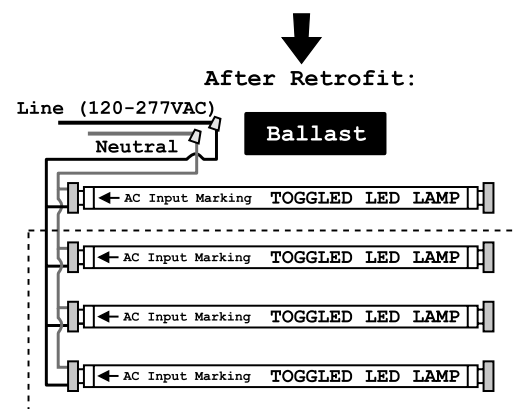 After Retrofit:
Line (120-277VAC)
Ballast
Neutral
AC Input Marking TOGGLED LED LAMP
AC Input Marking TOGGLED LED LAMP
AC Input Marking TOGGLED LED LAMP
AC Input Marking TOGGLED LED LAMP